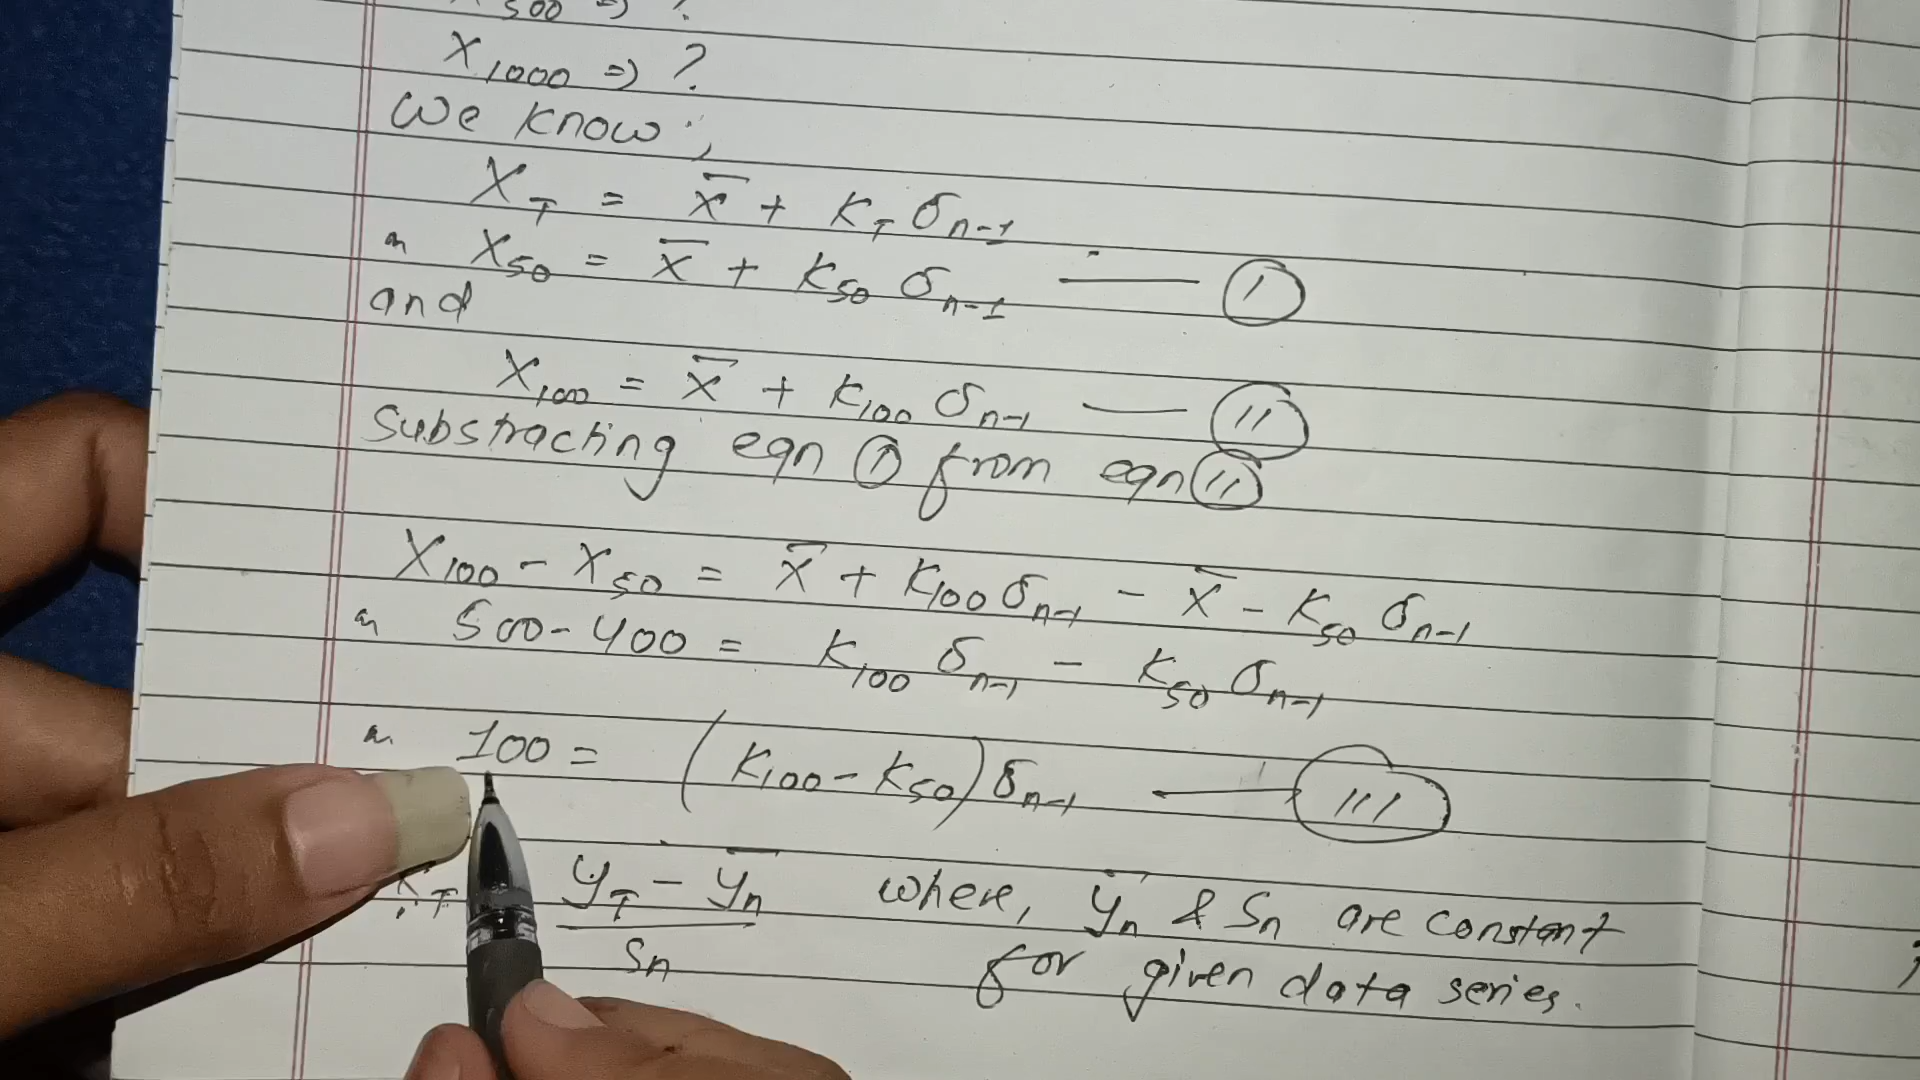 500 => ?
X1000 => ?
We know;
XT = x̄ + KT σn-1
X50 = x̄ + K50 σn-1 —— (I)
and
X100 = x̄ + K100 σn-1 —— (II)
Substracting eqn (I) from eqn (II)
X100 - X50 = x̄ + K100 σn-1 - x̄ - K50 σn-1
500 - 400 = K100 σn-1 - K50 σn-1
100 = (K100 - K50) σn-1 —— (III)
KT yT - ȳn / Sn where, ȳn & Sn are constant
for given data series.